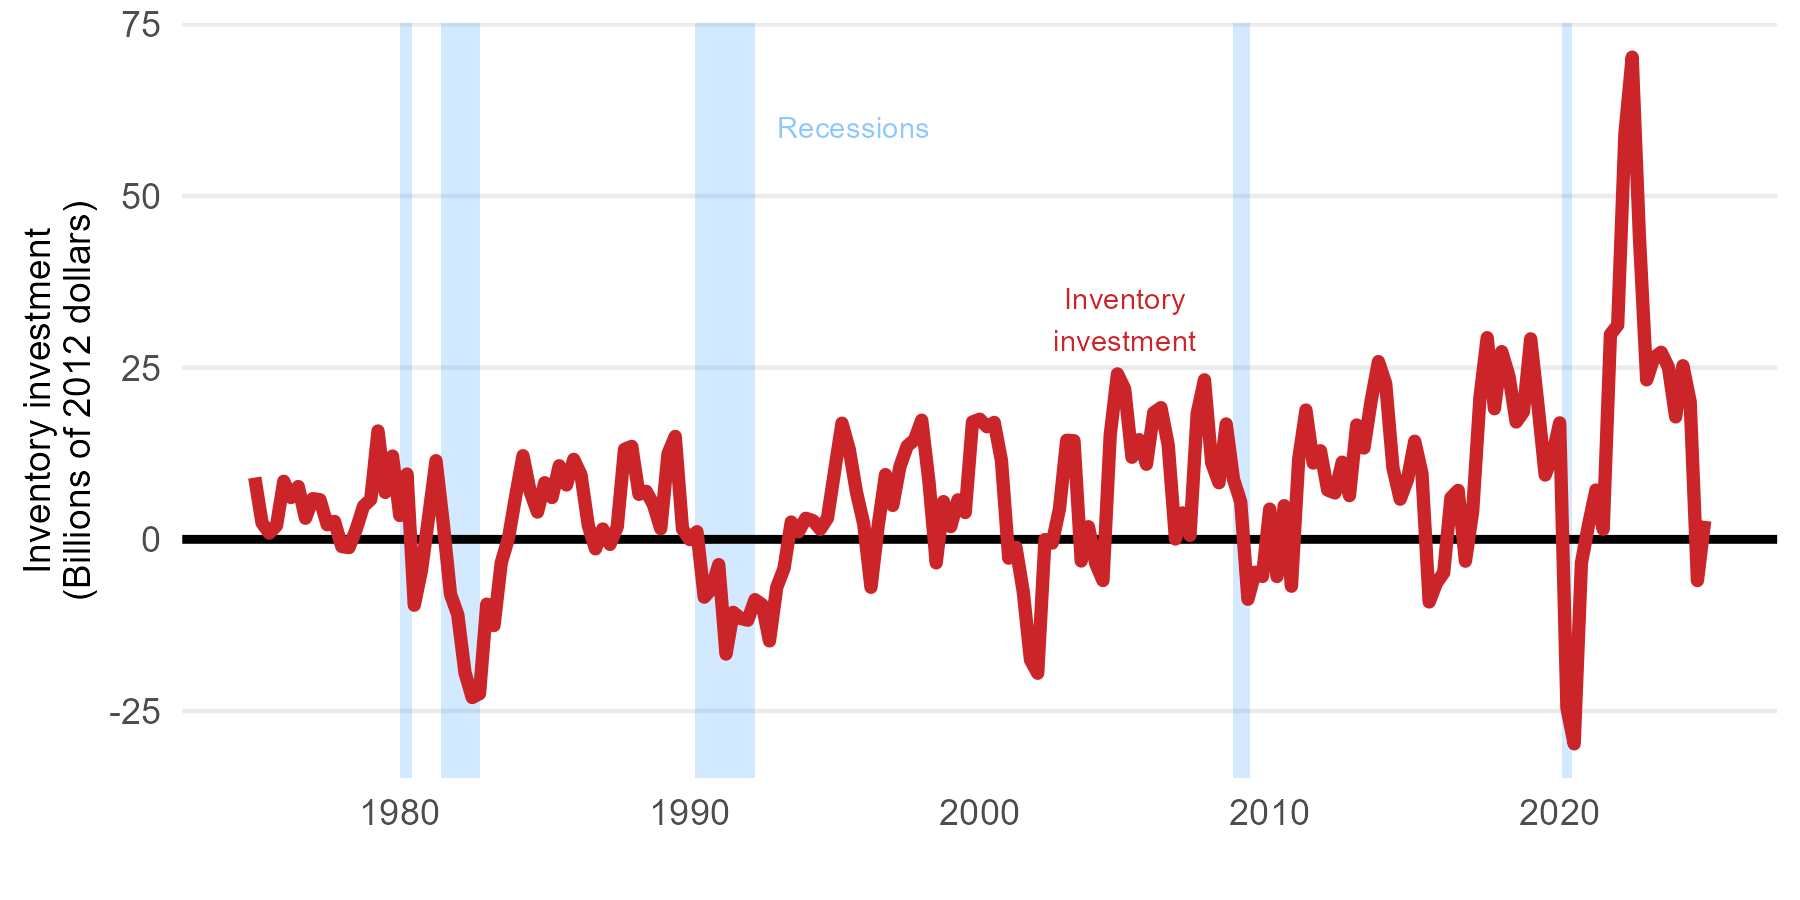 75
50
25
0
-25
Inventory investment
(Billions of 2012 dollars)
Recessions
Inventory
investment
1980
1990
2000
2010
2020